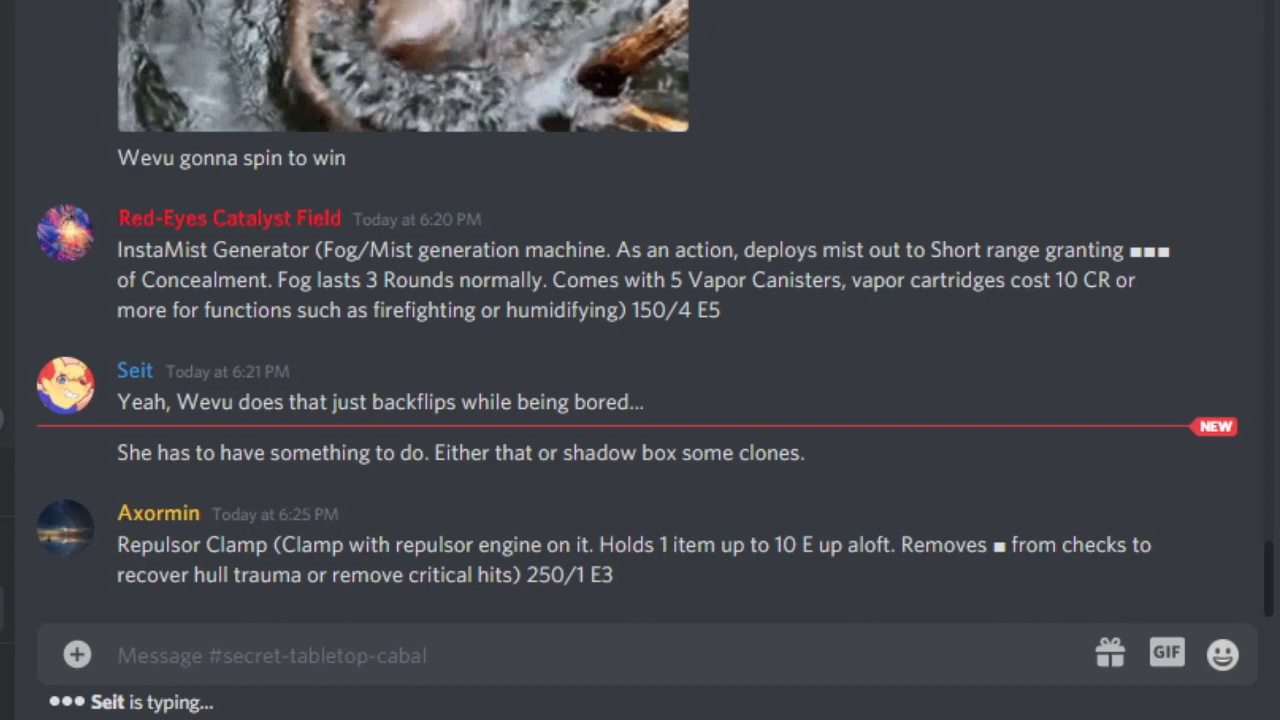 Wevu gonna spin to win
Red-Eyes Catalyst Field Today at 6:20 PM
InstaMist Generator (Fog/Mist generation machine. As an action, deploys mist out to Short range granting ■■■
of Concealment. Fog lasts 3 Rounds normally. Comes with 5 Vapor Canisters, vapor cartridges cost 10 CR or
more for functions such as firefighting or humidifying) 150/4 E5
Seit Today at 6:21 PM
Yeah, Wevu does that just backflips while being bored...
NEW
She has to have something to do. Either that or shadow box some clones.
Axormin Today at 6:25 PM
Repulsor Clamp (Clamp with repulsor engine on it. Holds 1 item up to 10 E up aloft. Removes ■ from checks to
recover hull trauma or remove critical hits) 250/1 E3
Message #secret-tabletop-cabal
GIF
Seit is typing...